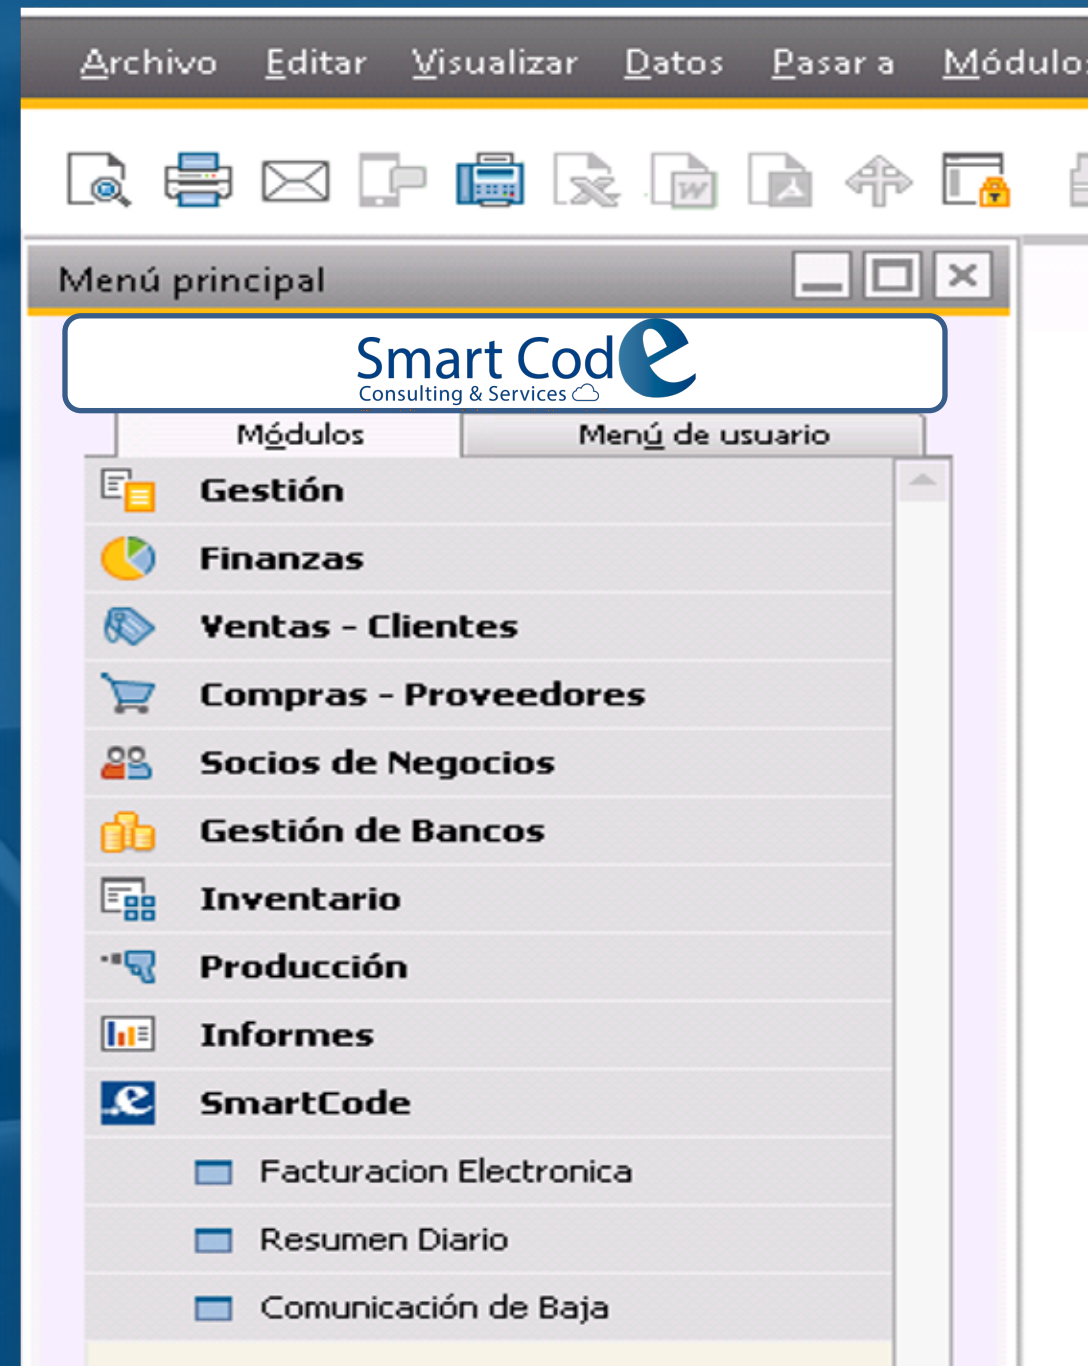 Archivo Editar Visualizar Datos Pasar a Módulos
Menú principal
Smart Code
Consulting & Services
Módulos Menú de usuario
Gestión
Finanzas
Ventas - Clientes
Compras - Proveedores
Socios de Negocios
Gestión de Bancos
Inventario
Producción
Informes
SmartCode
Facturacion Electronica
Resumen Diario
Comunicación de Baja